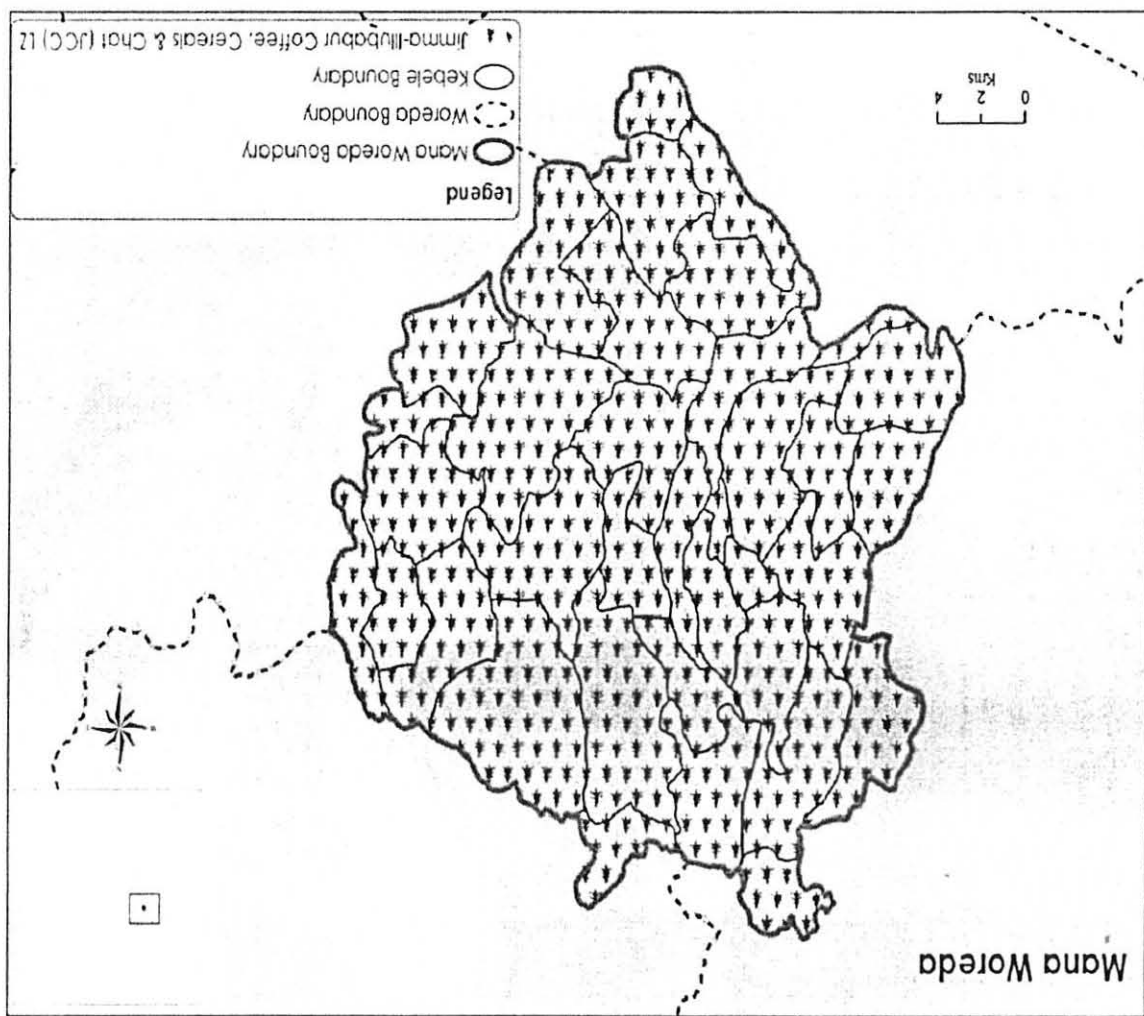 Mana Woreda
0 2 4
Kms
Legend
Mana Woreda Boundary
Woreda Boundary
Kebele Boundary
Jimma-Illubabur Coffee, Cereals & Chat (JCC) LZ